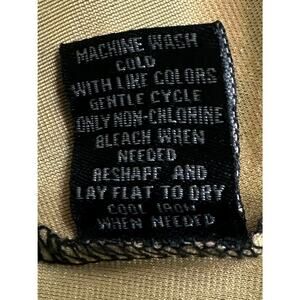 MACHINE WASH
COLD
WITH LIKE COLORS
GENTLE CYCLE
ONLY NON-CHLORINE
BLEACH WHEN
NEEDED
RESHAPE AND
LAY FLAT TO DRY
COOL IRON
WHEN NEEDED